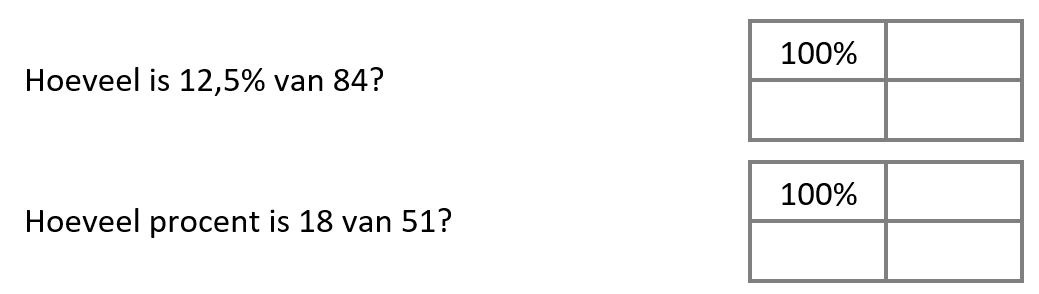 Hoeveel is 12,5% van 84?
100%
Hoeveel procent is 18 van 51?
100%